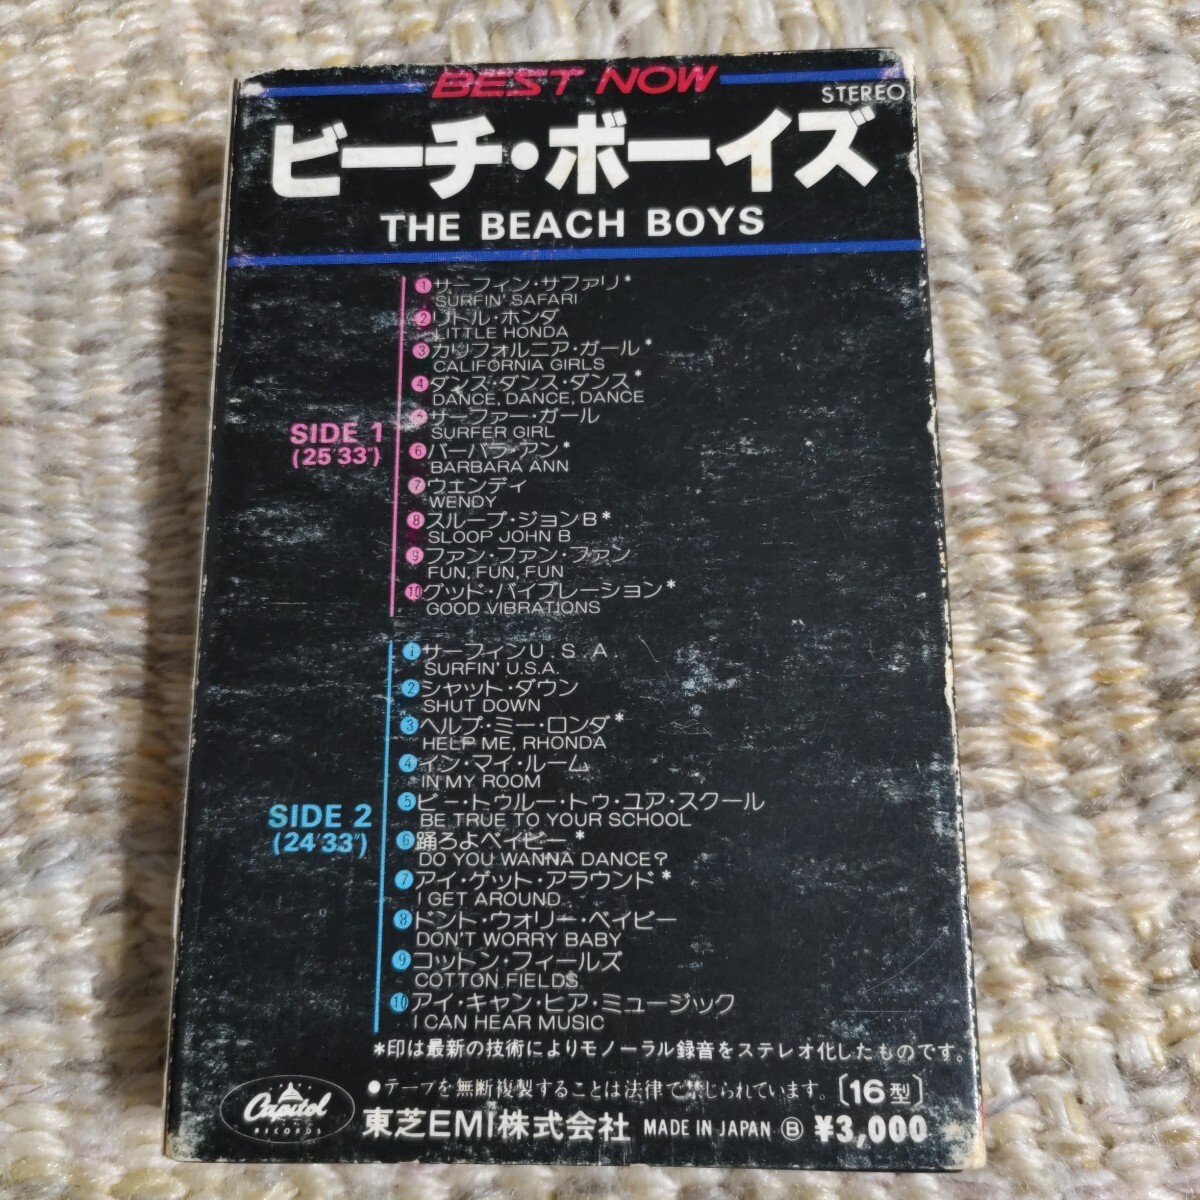 BEST NOW
STEREO
ビーチ・ボーイズ
THE BEACH BOYS
SIDE 1
(25'33")
1 サーフィン・サファリ*
SURFIN' SAFARI
2 リトル・ホンダ
LITTLE HONDA
3 カリフォルニア・ガール*
CALIFORNIA GIRLS
4 ダンス・ダンス・ダンス*
DANCE, DANCE, DANCE
5 サーファー・ガール
SURFER GIRL
6 バーバラ・アン*
BARBARA ANN
7 ウエンディ
WENDY
8 スループ・ジョンB*
SLOOP JOHN B
9 ファン・ファン・ファン
FUN, FUN, FUN
10 グッド・バイブレーション*
GOOD VIBRATIONS
SIDE 2
(24'33")
1 サーフィンU.S.A.
SURFIN' U.S.A.
2 シャット・ダウン
SHUT DOWN
3 ヘルプ・ミー・ロンダ*
HELP ME, RHONDA
4 イン・マイ・ルーム
IN MY ROOM
5 ビー・トゥルー・トゥ・ユア・スクール
BE TRUE TO YOUR SCHOOL
6 踊ろよベイビー*
DO YOU WANNA DANCE?
7 アイ・ゲット・アラウンド*
I GET AROUND
8 ドント・ウォリー・ベイビー
DON'T WORRY BABY
9 コットン・フィールズ
COTTON FIELDS
10 アイ・キャン・ヒア・ミュージック
I CAN HEAR MUSIC
*印は最新の技術によりモノーラル録音をステレオ化したものです。
●テープを無断複製することは法律で禁じられています。〔16型〕
Capitol
RECORDS
東芝EMI株式会社 MADE IN JAPAN Ⓑ ¥3,000